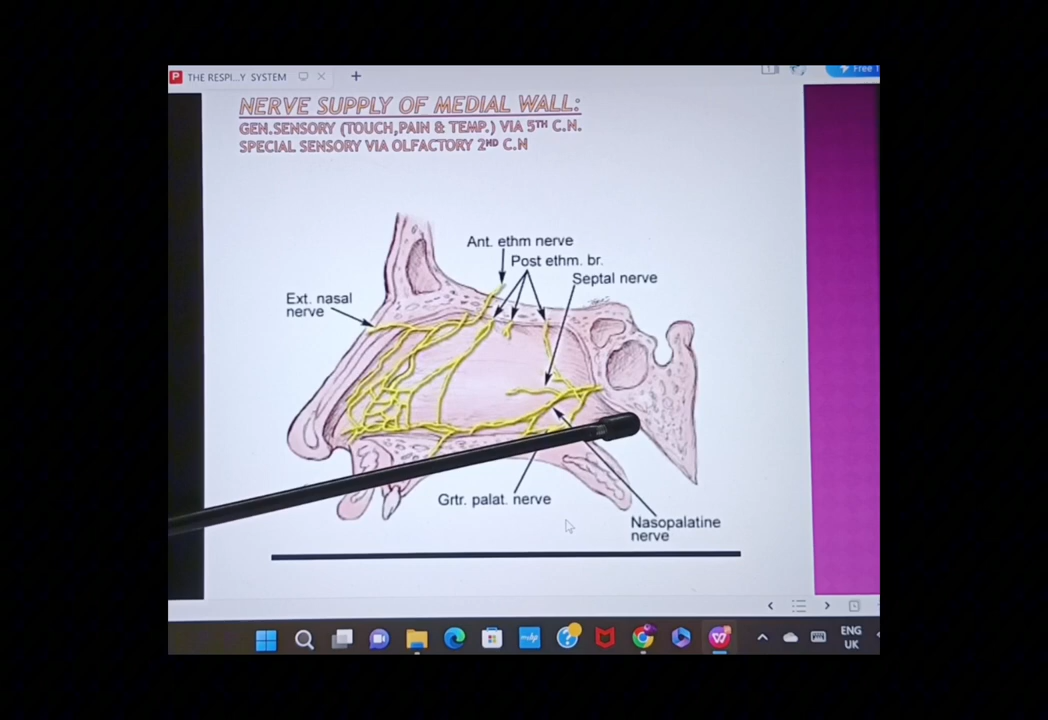 THE RESPI...Y SYSTEM
Free
NERVE SUPPLY OF MEDIAL WALL:
GEN.SENSORY (TOUCH,PAIN & TEMP.) VIA 5TH C.N.
SPECIAL SENSORY VIA OLFACTORY 2ND C.N
Ant. ethm nerve
Post ethm. br.
Septal nerve
Ext. nasal
nerve
Grtr. palat. nerve
Nasopalatine
nerve
ENG
UK